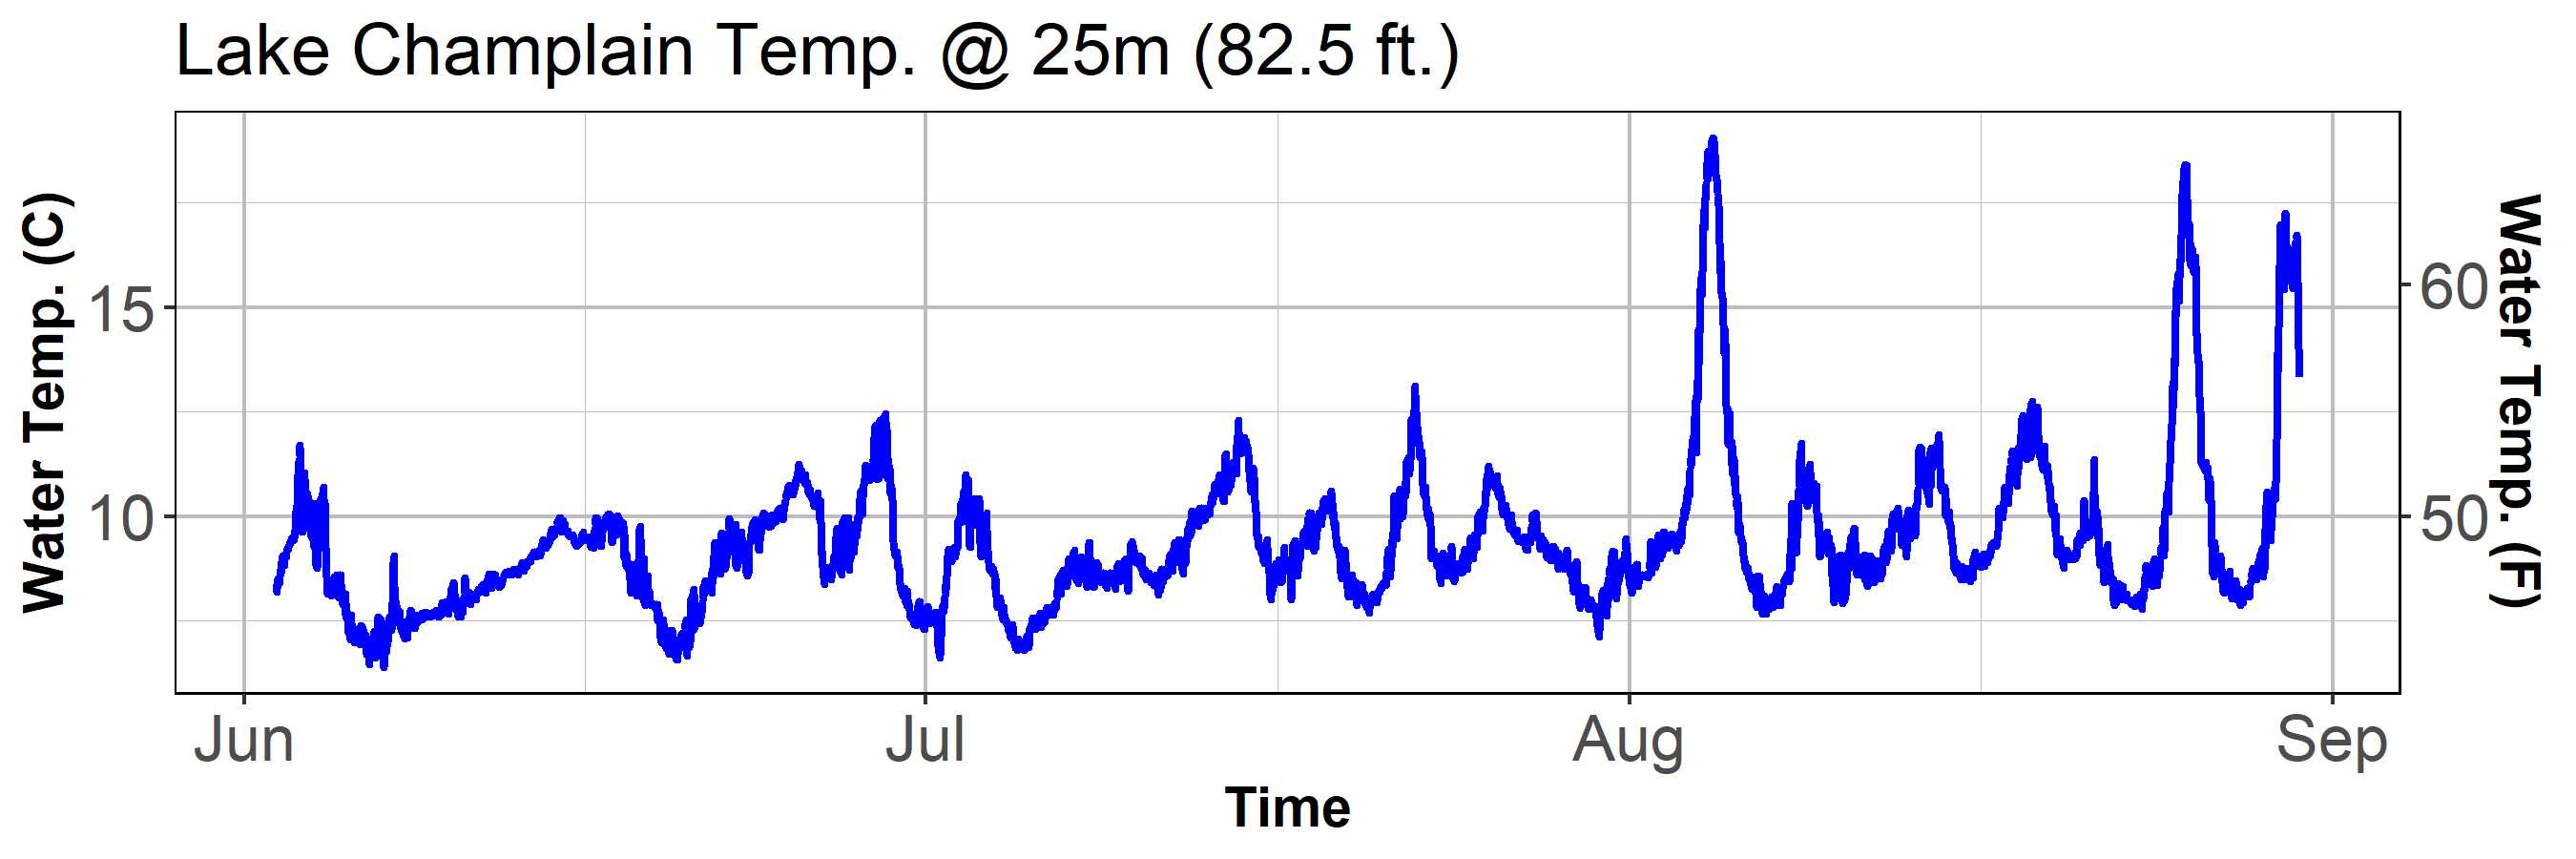 Lake Champlain Temp. @ 25m (82.5 ft.)
Water Temp. (C)
15
10
60
50
Water Temp. (F)
Jun Jul Aug Sep
Time